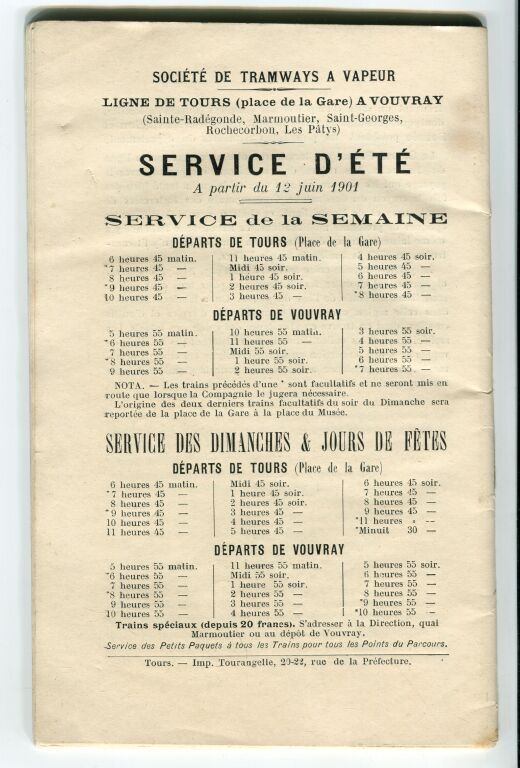 SOCIÉTÉ DE TRAMWAYS A VAPEUR
LIGNE DE TOURS (place de la Gare) A VOUVRAY
(Sainte-Radégonde, Marmoutier, Saint-Georges,
Rochecorbon, Les Pâtys)
SERVICE D'ÉTÉ
A partir du 12 juin 1901
SERVICE de la SEMAINE
DÉPARTS DE TOURS (Place de la Gare)
6 heures 45 matin. 11 heures 45 matin. 4 heures 45 soir.
*7 heures 45 — Midi 45 soir. 5 heures 45 —
8 heures 45 — 1 heure 45 soir. 6 heures 45 —
*9 heures 45 — 2 heures 45 soir. 7 heures 45 —
10 heures 45 — 3 heures 45 — *8 heures 45 —
DÉPARTS DE VOUVRAY
5 heures 55 matin. 10 heures 55 matin. 3 heures 55 soir.
*6 heures 55 — 11 heures 55 — 4 heures 55 —
7 heures 55 — Midi 55 soir. 5 heures 55 —
*8 heures 55 — 1 heure 55 soir. 6 heures 55 —
9 heures 55 — 2 heures 55 soir. *7 heures 55 —
NOTA. — Les trains précédés d'une * sont facultatifs et ne seront mis en
route que lorsque la Compagnie le jugera nécessaire.
L'origine des deux derniers trains facultatifs du soir du Dimanche sera
reportée de la place de la Gare à la place du Musée.
SERVICE DES DIMANCHES & JOURS DE FÊTES
DÉPARTS DE TOURS (Place de la Gare)
6 heures 45 matin. Midi 45 soir. 6 heures 45 soir.
*7 heures 45 — 1 heure 45 soir. 7 heures 45 —
8 heures 45 — 2 heures 45 soir. 8 heures 45 —
*9 heures 45 — 3 heures 45 — *9 heures 45 —
10 heures 45 — 4 heures 45 — *11 heures » —
11 heures 45 — 5 heures 45 — *Minuit 30 —
DÉPARTS DE VOUVRAY
5 heures 55 matin. 11 heures 55 matin. 5 heures 55 soir.
*6 heures 55 — Midi 55 soir. 6 heures 55 —
7 heures 55 — 1 heure 55 soir. 7 heures 55 —
*8 heures 55 — 2 heures 55 — 8 heures 55 —
9 heures 55 — 3 heures 55 — *9 heures 55 —
10 heures 55 — 4 heures 55 — *10 heures 55 —
Trains spéciaux (depuis 20 francs). S'adresser à la Direction, quai
Marmoutier ou au dépôt de Vouvray.
Service des Petits Paquets à tous les Trains pour tous les Points du Parcours.
Tours. — Imp. Tourangelle, 20-22, rue de la Préfecture.